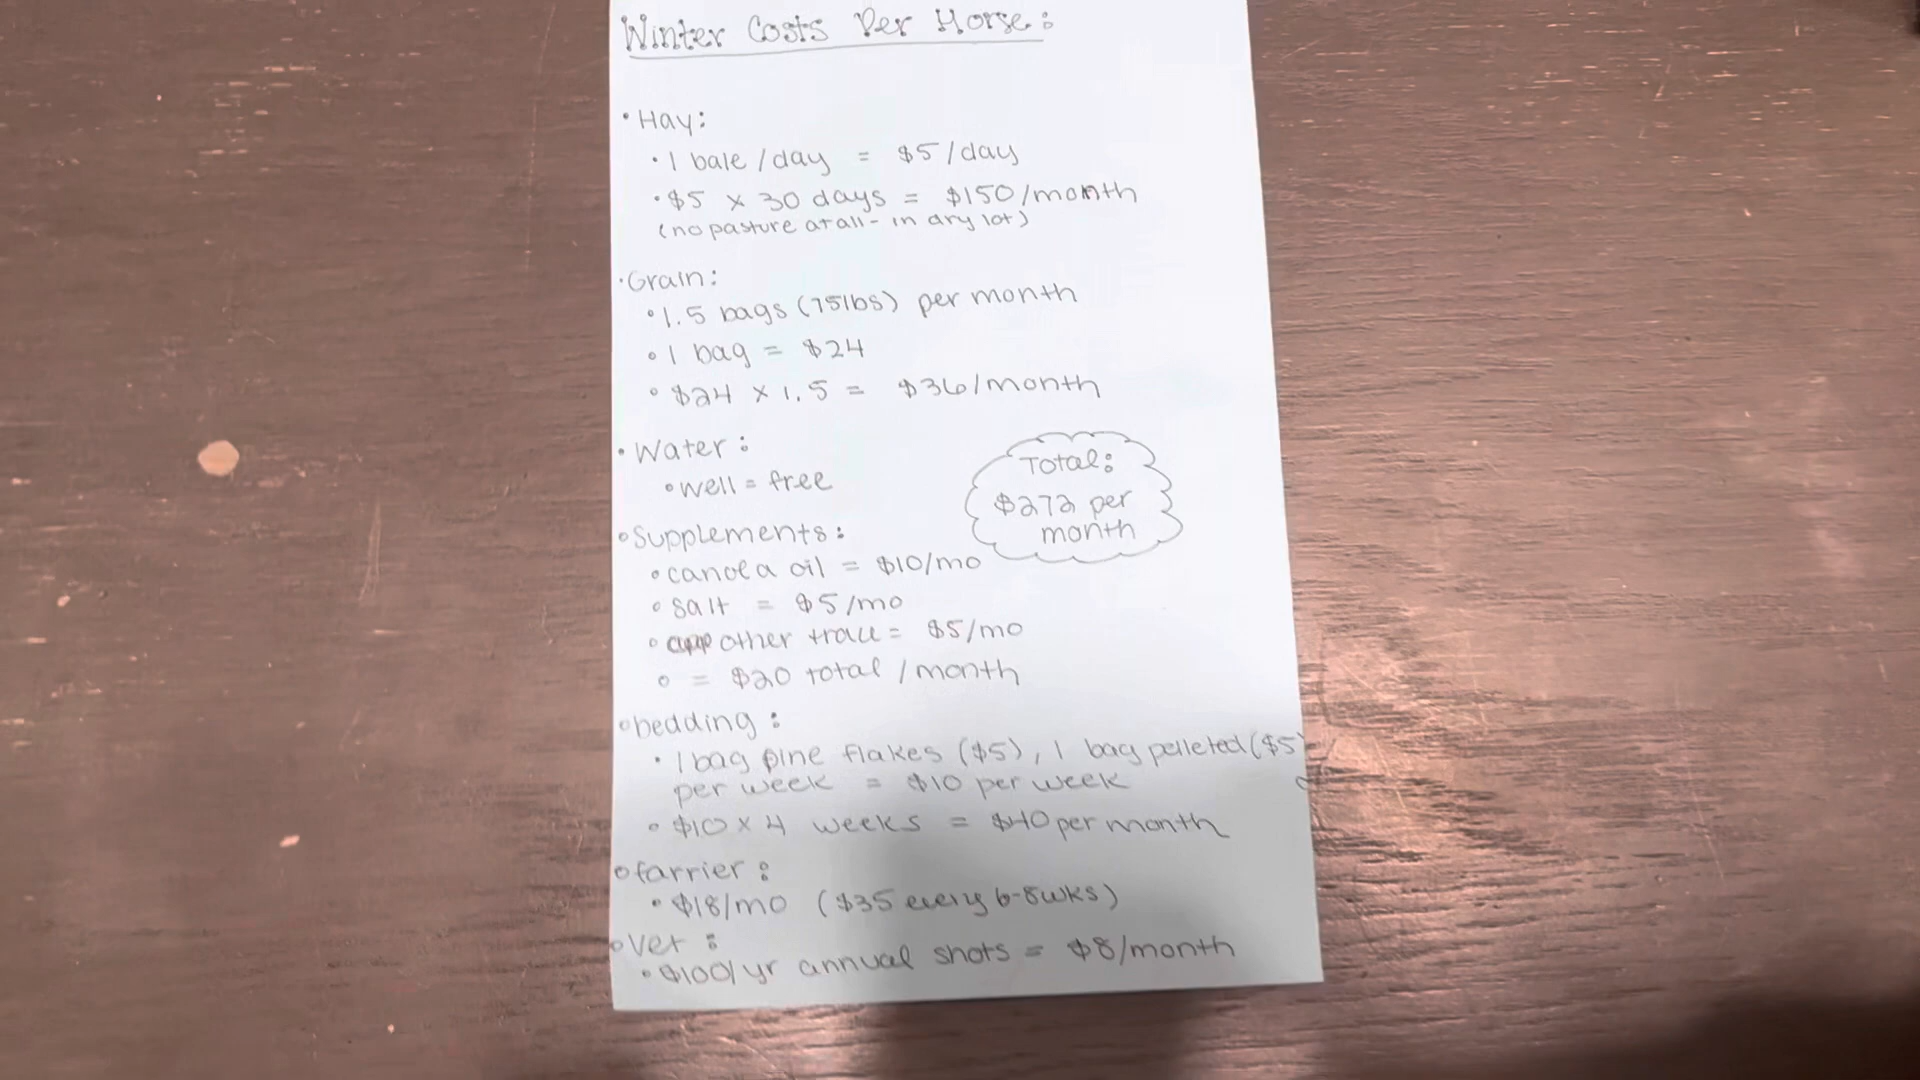 Winter Costs Per Horse:
• Hay:
• 1 bale/day = $5/day
• $5 x 30 days = $150/month
(no pasture at all - in dry lot)
• Grain:
• 1.5 bags (75lbs) per month
• 1 bag = $24
• $24 x 1.5 = $36/month
• Water:
• well = free
Total:
$272 per
month
• Supplements:
• canola oil = $10/mo
• salt = $5/mo
• other trace = $5/mo
• = $20 total /month
• bedding:
• 1 bag pine flakes ($5), 1 bag pelleted ($5)
per week = $10 per week
• $10 x 4 weeks = $40 per month
• farrier:
• $18/mo ($35 every 6-8wks)
• Vet:
• $100/yr annual shots = $8/month